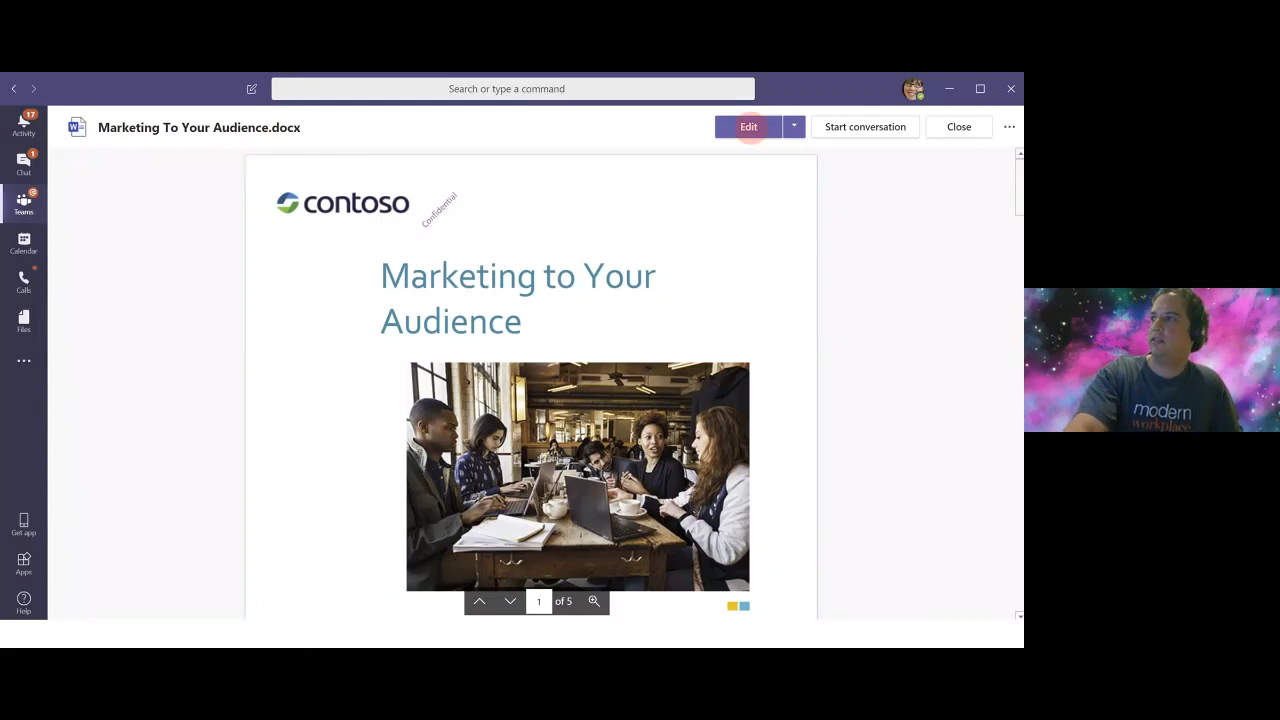 Search or type a command
17
Activity
1
Chat
Teams
Calendar
Calls
Files
Get app
Apps
Help
W
Marketing To Your Audience.docx
Edit
Start conversation
Close
contoso
Confidential
Marketing to Your
Audience
1 of 5
modern
workplace